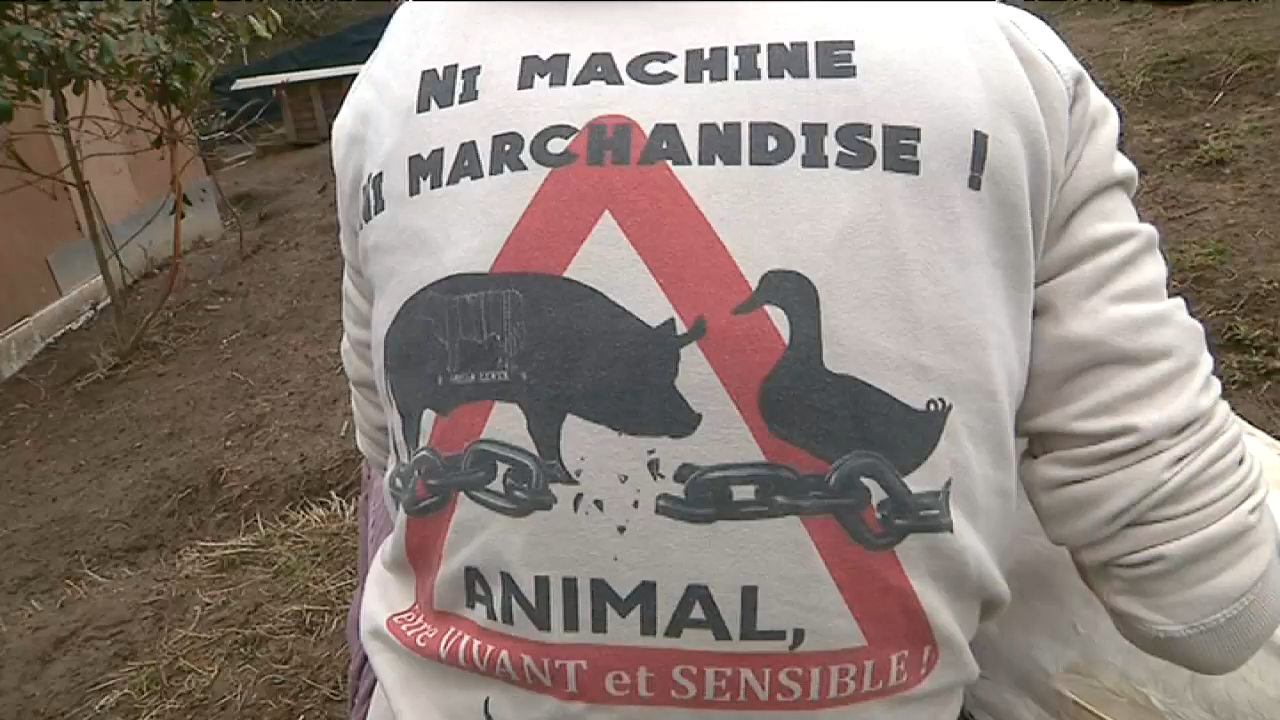 NI MACHINE
NI MARCHANDISE !
ANIMAL,
être VIVANT et SENSIBLE !